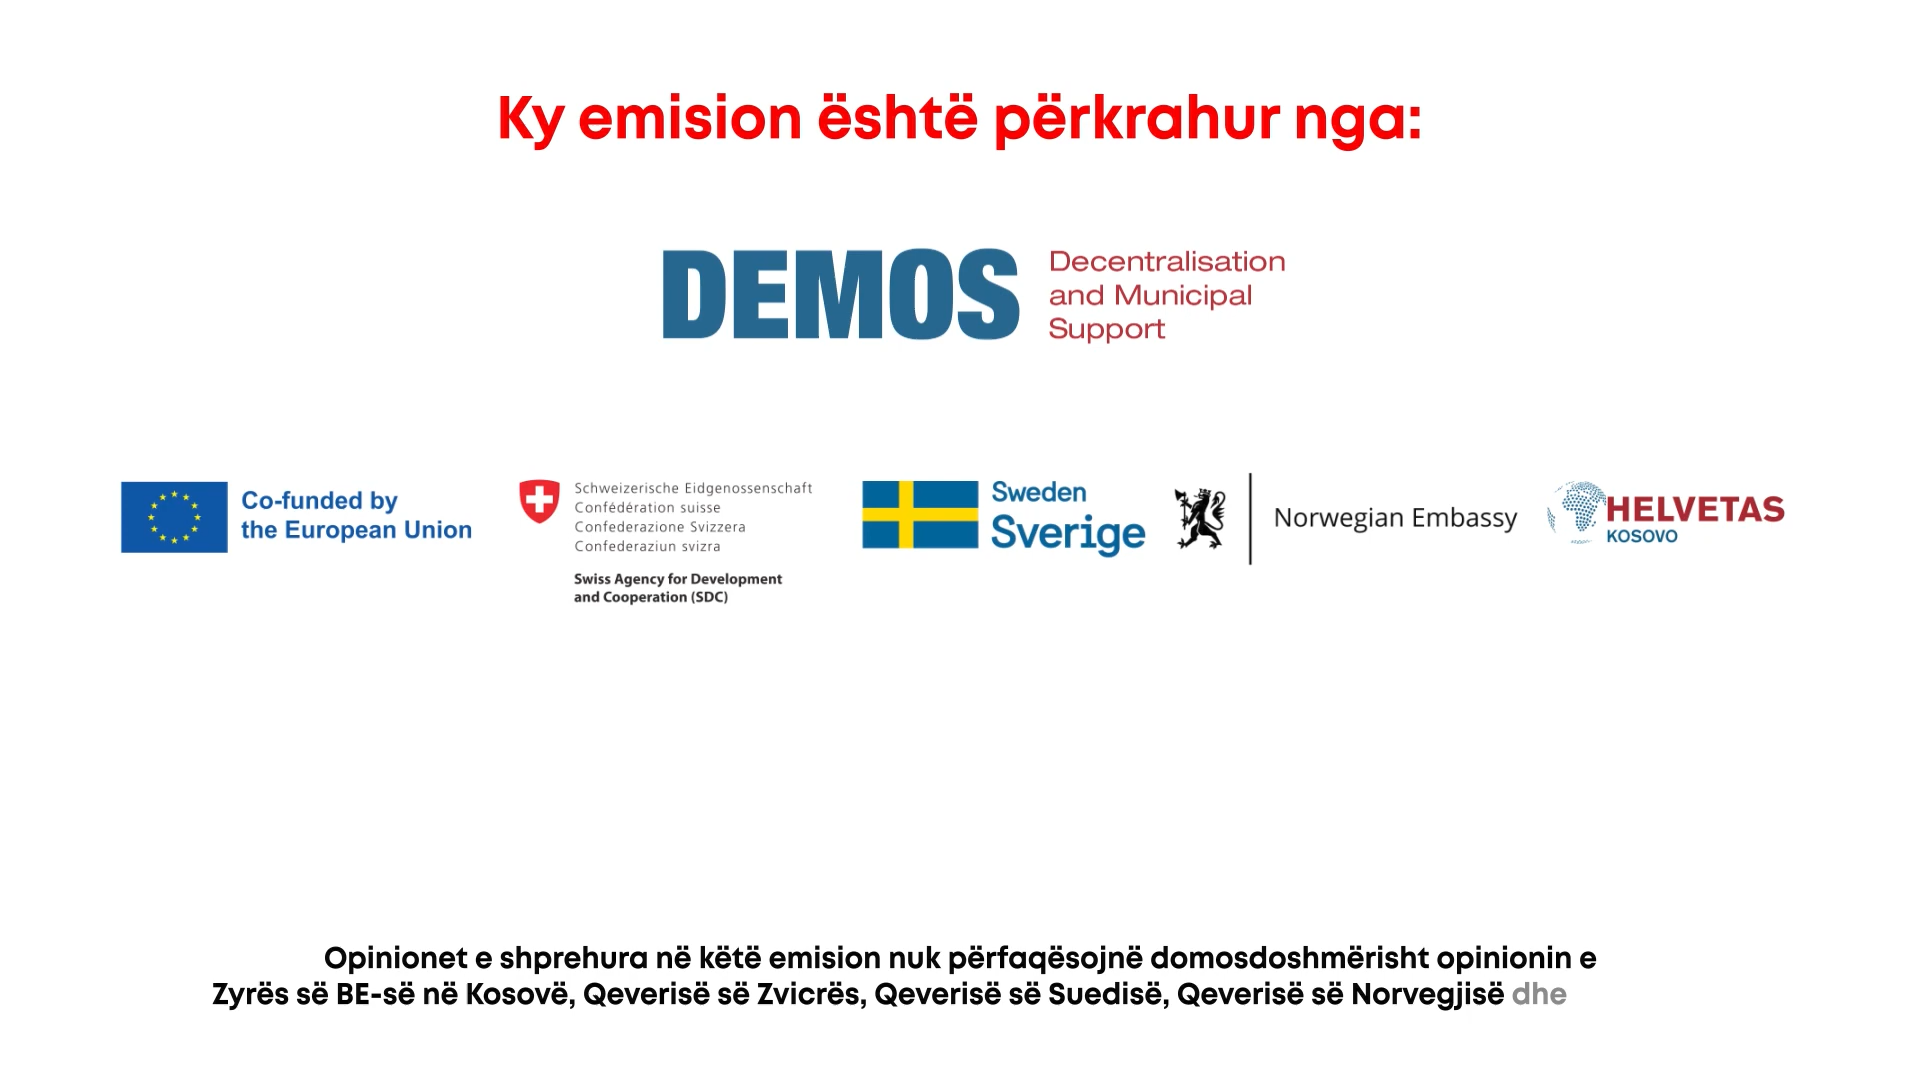 Ky emision është përkrahur nga:
DEMOS
Decentralisation
and Municipal
Support
Co-funded by
the European Union
Schweizerische Eidgenossenschaft
Confédération suisse
Confederazione Svizzera
Confederaziun svizra
Swiss Agency for Development
and Cooperation (SDC)
Sweden
Sverige
Norwegian Embassy
HELVETAS
KOSOVO
Opinionet e shprehura në këtë emision nuk përfaqësojnë domosdoshmërisht opinionin e
Zyrës së BE-së në Kosovë, Qeverisë së Zvicrës, Qeverisë së Suedisë, Qeverisë së Norvegjisë dhe